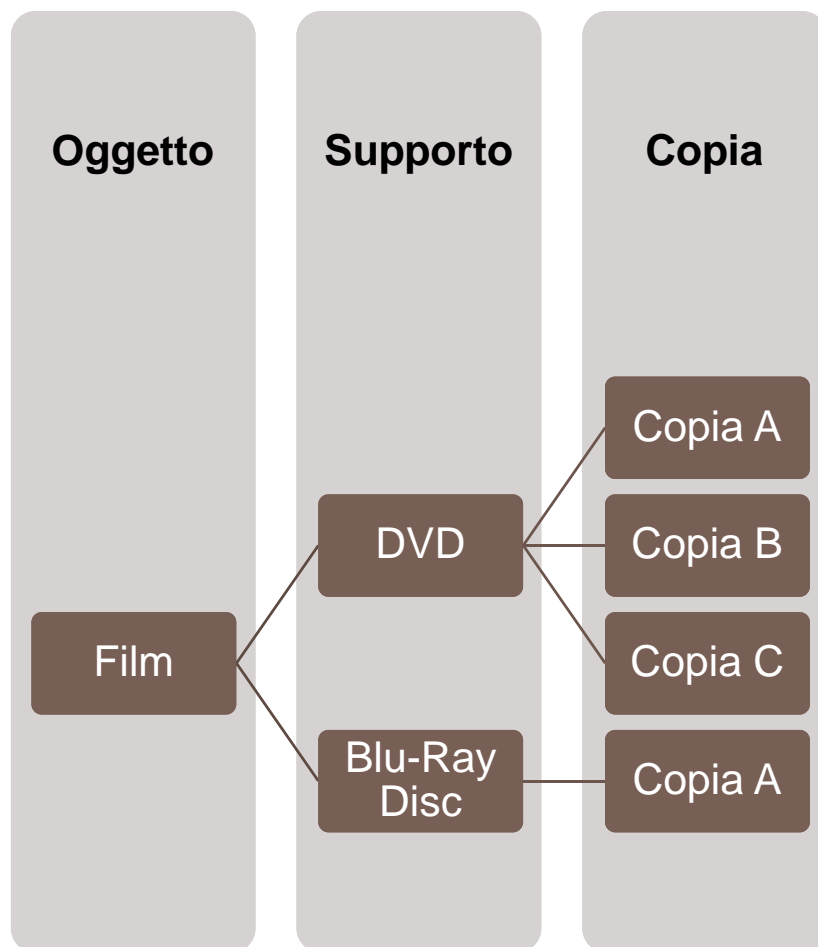 Oggetto
Supporto
Copia
Copia A
DVD
Copia B
Film
Copia C
Blu-Ray
Disc
Copia A